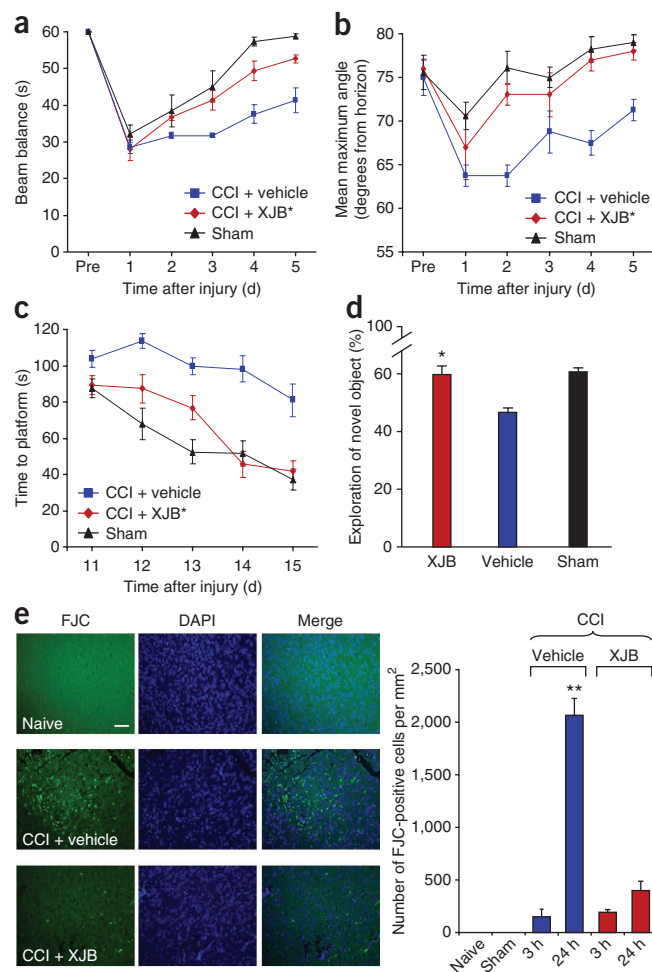 a
Beam balance (s)
60
50
40
30
20
10
0
CCI + vehicle
CCI + XJB*
Sham
Pre 1 2 3 4 5
Time after injury (d)
b
Mean maximum angle
(degrees from horizon)
80
75
70
65
60
55
CCI + vehicle
CCI + XJB*
Sham
Pre 1 2 3 4 5
Time after injury (d)
c
Time to platform (s)
120
100
80
60
40
20
0
CCI + vehicle
CCI + XJB*
Sham
11 12 13 14 15
Time after injury (d)
d
Exploration of novel object (%)
100
60
40
20
0
*
XJB Vehicle Sham
e
FJC DAPI Merge
Naive
CCI + vehicle
CCI + XJB
CCI
Vehicle XJB
Number of FJC-positive cells per mm2
2,500
2,000
1,500
1,000
500
0
**
Naive Sham 3 h 24 h 3 h 24 h